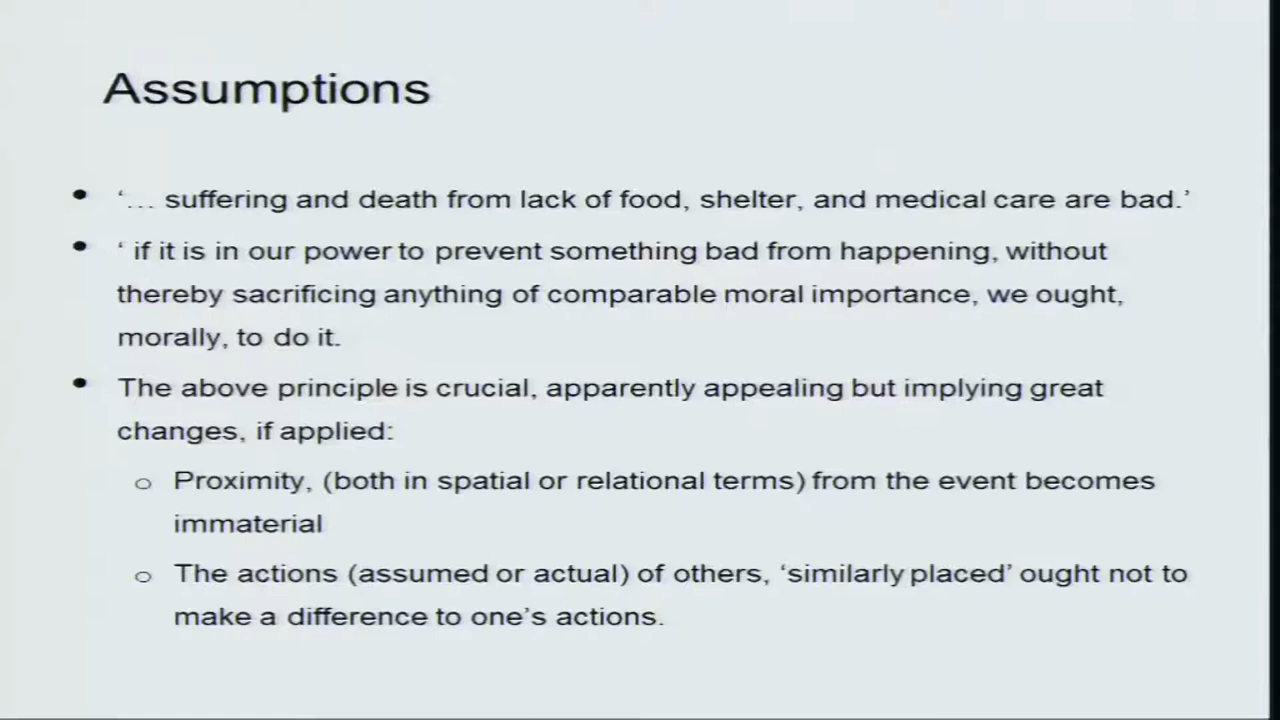 Assumptions
• ‘… suffering and death from lack of food, shelter, and medical care are bad.’
• ‘ if it is in our power to prevent something bad from happening, without
thereby sacrificing anything of comparable moral importance, we ought,
morally, to do it.
• The above principle is crucial, apparently appealing but implying great
changes, if applied:
o Proximity, (both in spatial or relational terms) from the event becomes
immaterial
o The actions (assumed or actual) of others, ‘similarly placed’ ought not to
make a difference to one’s actions.